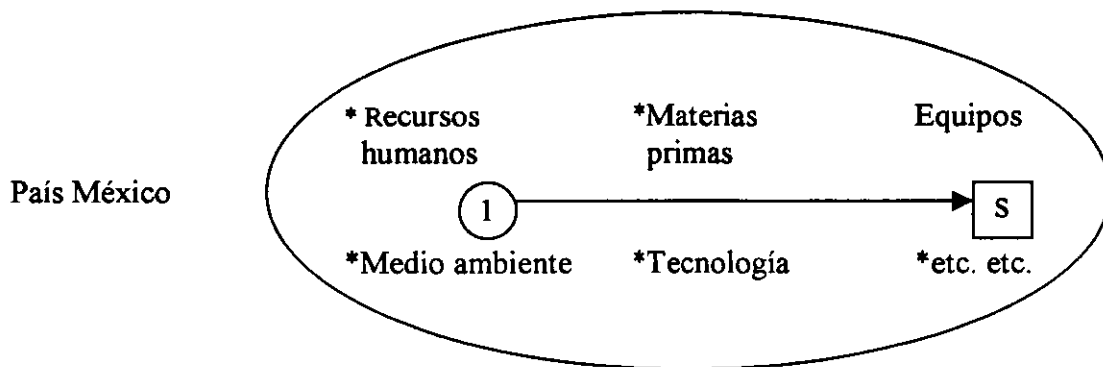 * Recursos
humanos
*Materias
primas
Equipos
País México
1
S
*Medio ambiente
*Tecnología
*etc. etc.